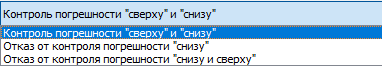 Контроль погрешности "сверху" и "снизу"
Контроль погрешности "сверху" и "снизу"
Отказ от контроля погрешности "снизу"
Отказ от контроля погрешности "снизу и сверху"